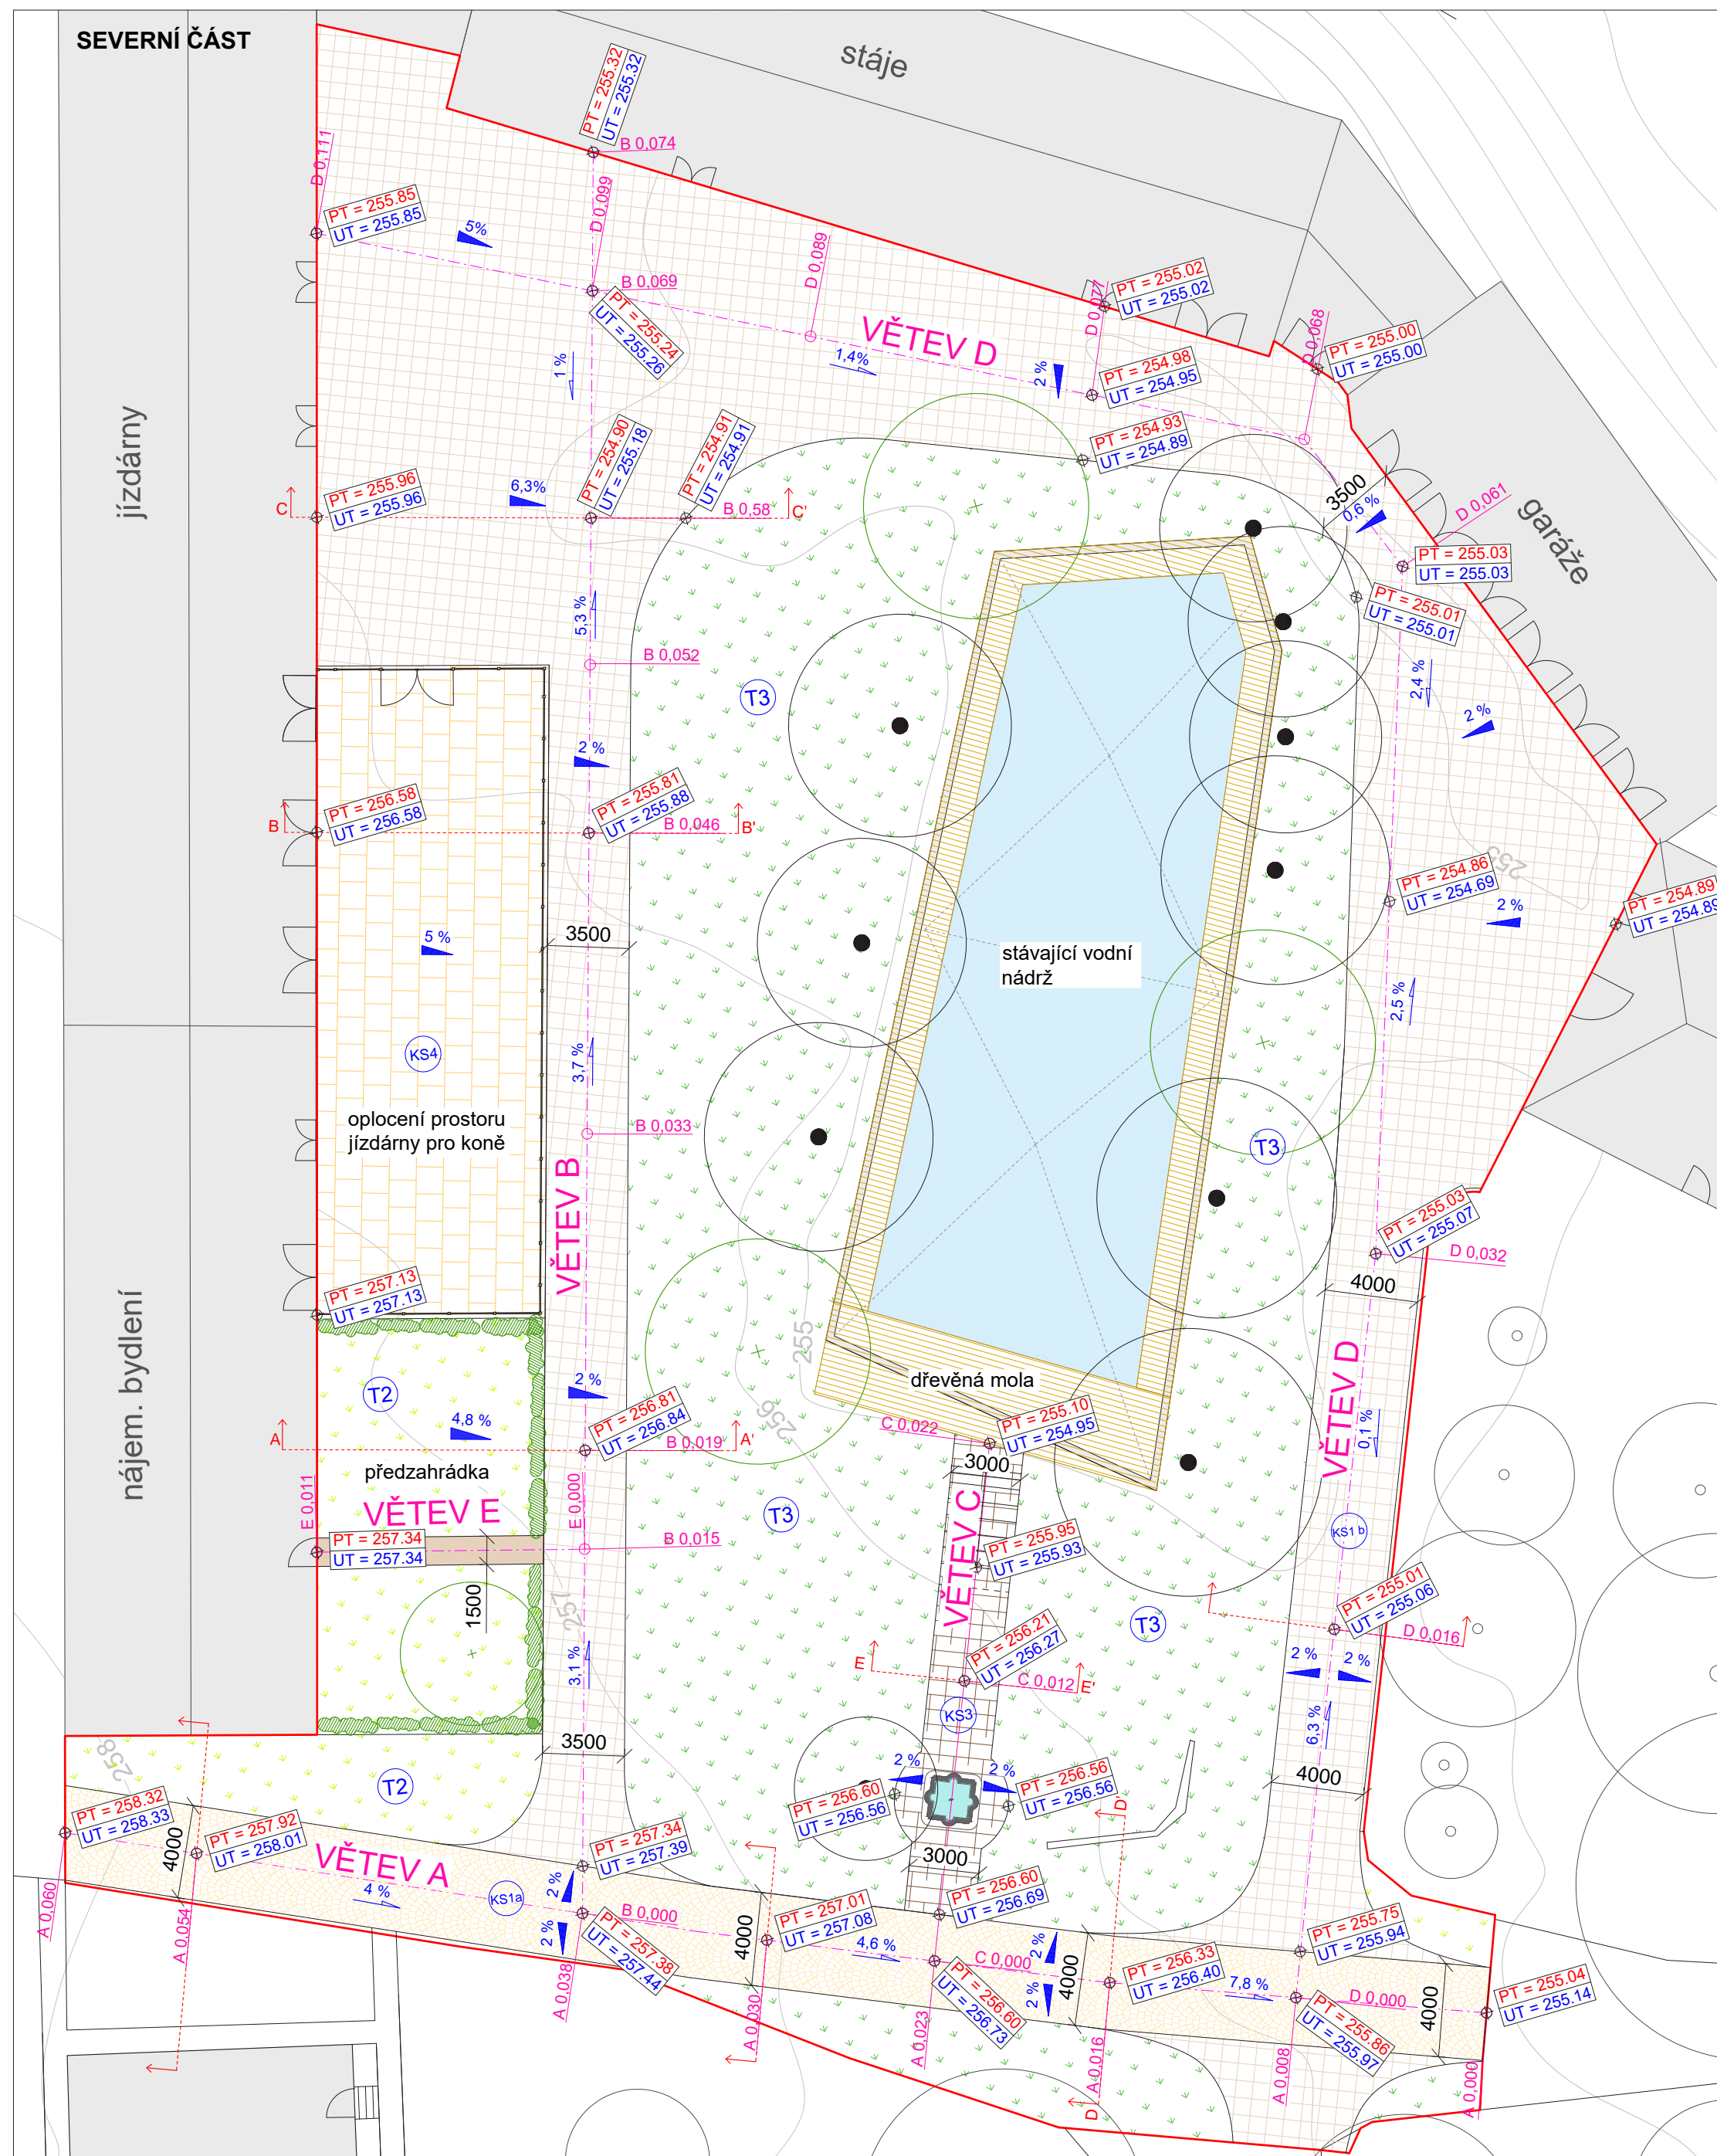 SEVERNÍ ČÁST
stáje
PT = 255.32
UT = 255.32
B 0,074
D 0,111
D 0,099
PT = 255.85
UT = 255.85
5%
D 0,089
B 0,069
PT = 255.24
UT = 255.26
PT = 255.02
UT = 255.02
D 0,077
D 0,068
PT = 255.00
UT = 255.00
VĚTEV D
1,4%
1 %
2 %
PT = 254.98
UT = 254.95
PT = 254.93
UT = 254.89
jízdárny
PT = 254.90
UT = 255.18
PT = 254.91
UT = 254.91
PT = 255.96
UT = 255.96
6,3%
C
C'
B 0,58
3500
0,6 %
D 0,061
garáže
PT = 255.03
UT = 255.03
PT = 255.01
UT = 255.01
5,3 %
B 0,052
T3
2,4 %
2 %
2 %
PT = 256.58
UT = 256.58
PT = 255.81
UT = 255.88
B
B 0,046
B'
255
PT = 254.86
UT = 254.69
PT = 254.89
UT = 254.89
2 %
5 %
3500
stávající vodní
nádrž
2,5 %
KS4
3,7 %
oplocení prostoru
jízdárny pro koně
B 0,033
T3
VĚTEV B
PT = 255.03
UT = 255.07
D 0,032
4000
PT = 257.13
UT = 257.13
nájem. bydlení
255
256
dřevěná mola
T2
2 %
4,8 %
PT = 256.81
UT = 256.84
A
B 0,019
A'
C 0,022
PT = 255.10
UT = 254.95
3000
VĚTEV D
0,1 %
předzahrádka
VĚTEV E
E 0,011
E 0,000
PT = 257.34
UT = 257.34
B 0,015
T3
VĚTEV C
PT = 255.95
UT = 255.93
KS1 b
1500
257
PT = 255.01
UT = 255.06
D 0,016
T3
3,1 %
PT = 256.21
UT = 256.27
E
C 0,012
E'
KS3
2 %
2 %
6,3 %
3500
258
T2
2 %
2 %
4000
PT = 256.60
UT = 256.56
PT = 256.56
UT = 256.56
D'
PT = 258.32
UT = 258.33
4000
PT = 257.92
UT = 258.01
PT = 257.34
UT = 257.39
VĚTEV A
4 %
KS1a
2 %
2 %
3000
A 0,060
A 0,054
B 0,000
PT = 257.38
UT = 257.44
4000
PT = 257.01
UT = 257.08
PT = 256.60
UT = 256.69
4,6 %
C 0,000
2 %
2 %
4000
PT = 256.33
UT = 256.40
PT = 255.75
UT = 255.94
7,8 %
D 0,000
4000
PT = 255.04
UT = 255.14
A 0,038
A 0,030
PT = 256.60
UT = 256.73
A 0,023
A 0,016
PT = 255.86
UT = 255.97
A 0,008
A 0,000
D